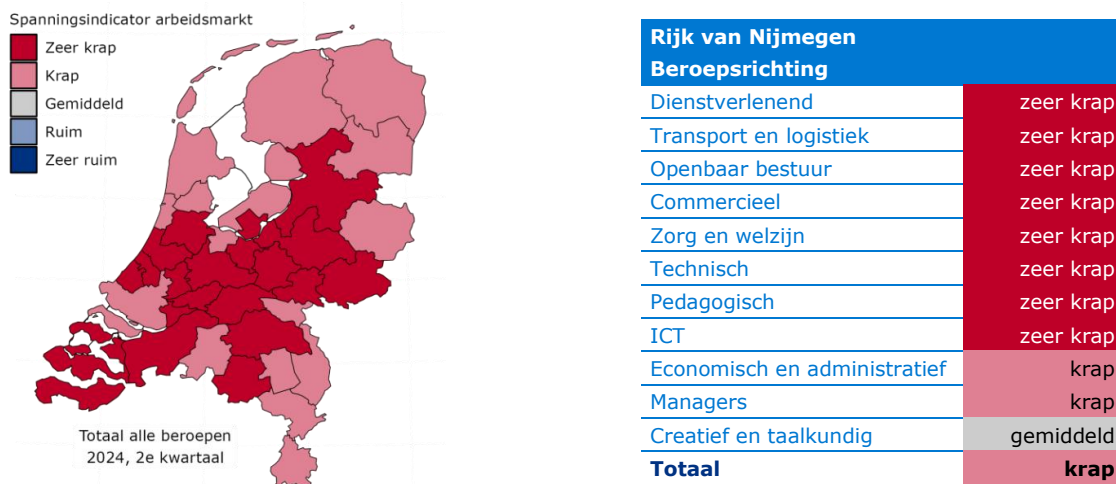 Spanningsindicator arbeidsmarkt
Zeer krap
Krap
Gemiddeld
Ruim
Zeer ruim
Totaal alle beroepen
2024, 2e kwartaal
Rijk van Nijmegen
Beroepsrichting
Dienstverlenend zeer krap
Transport en logistiek zeer krap
Openbaar bestuur zeer krap
Commercieel zeer krap
Zorg en welzijn zeer krap
Technisch zeer krap
Pedagogisch zeer krap
ICT zeer krap
Economisch en administratief krap
Managers krap
Creatief en taalkundig gemiddeld
Totaal krap